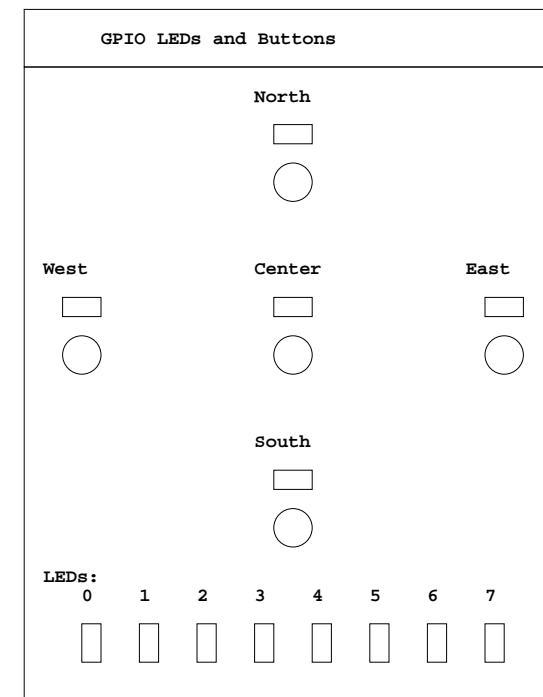 GPIO LEDs and Buttons
North
West Center East
South
LEDs:
0 1 2 3 4 5 6 7